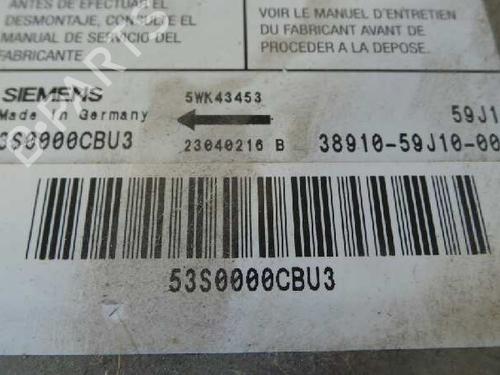 ANTES DE EFECTUAR EL
DESMONTAJE, CONSULTE EL
MANUAL DE SERVICIO DEL
FABRICANTE
VOIR LE MANUEL D'ENTRETIEN
DU FABRICANT AVANT DE
PROCEDER A LA DEPOSE.
SIEMENS
5WK43453
59J1
Made in Germany
3S0000CBU3
23040216 B
38910-59J10-00
53S0000CBU3